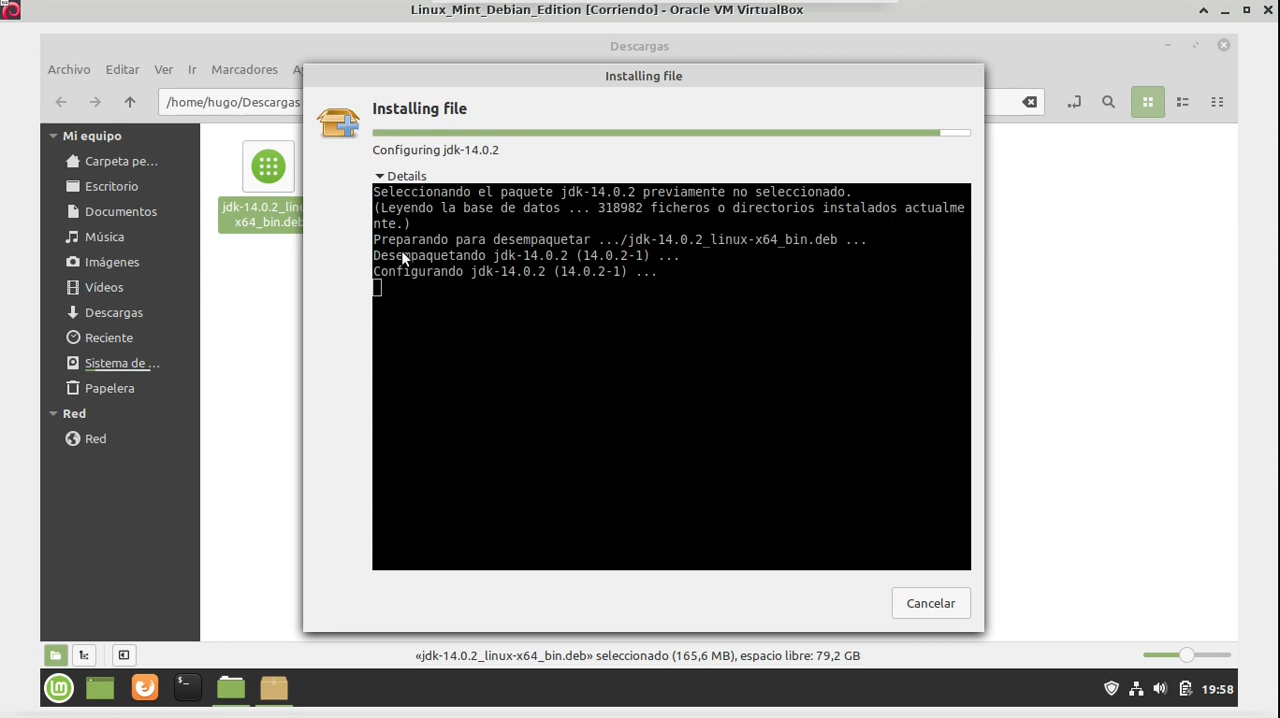 Linux_Mint_Debian_Edition [Corriendo] - Oracle VM VirtualBox
Descargas
Archivo Editar Ver Ir Marcadores
/home/hugo/Descargas
Installing file
Installing file
Configuring jdk-14.0.2
Details
Seleccionando el paquete jdk-14.0.2 previamente no seleccionado.
(Leyendo la base de datos ... 318982 ficheros o directorios instalados actualme
nte.)
Preparando para desempaquetar .../jdk-14.0.2_linux-x64_bin.deb ...
Desempaquetando jdk-14.0.2 (14.0.2-1) ...
Configurando jdk-14.0.2 (14.0.2-1) ...
Cancelar
Mi equipo
Carpeta pe...
Escritorio
Documentos
Música
Imágenes
Vídeos
Descargas
Reciente
Sistema de ...
Papelera
Red
Red
jdk-14.0.2_linu
x64_bin.deb
«jdk-14.0.2_linux-x64_bin.deb» seleccionado (165,6 MB), espacio libre: 79,2 GB
19:58